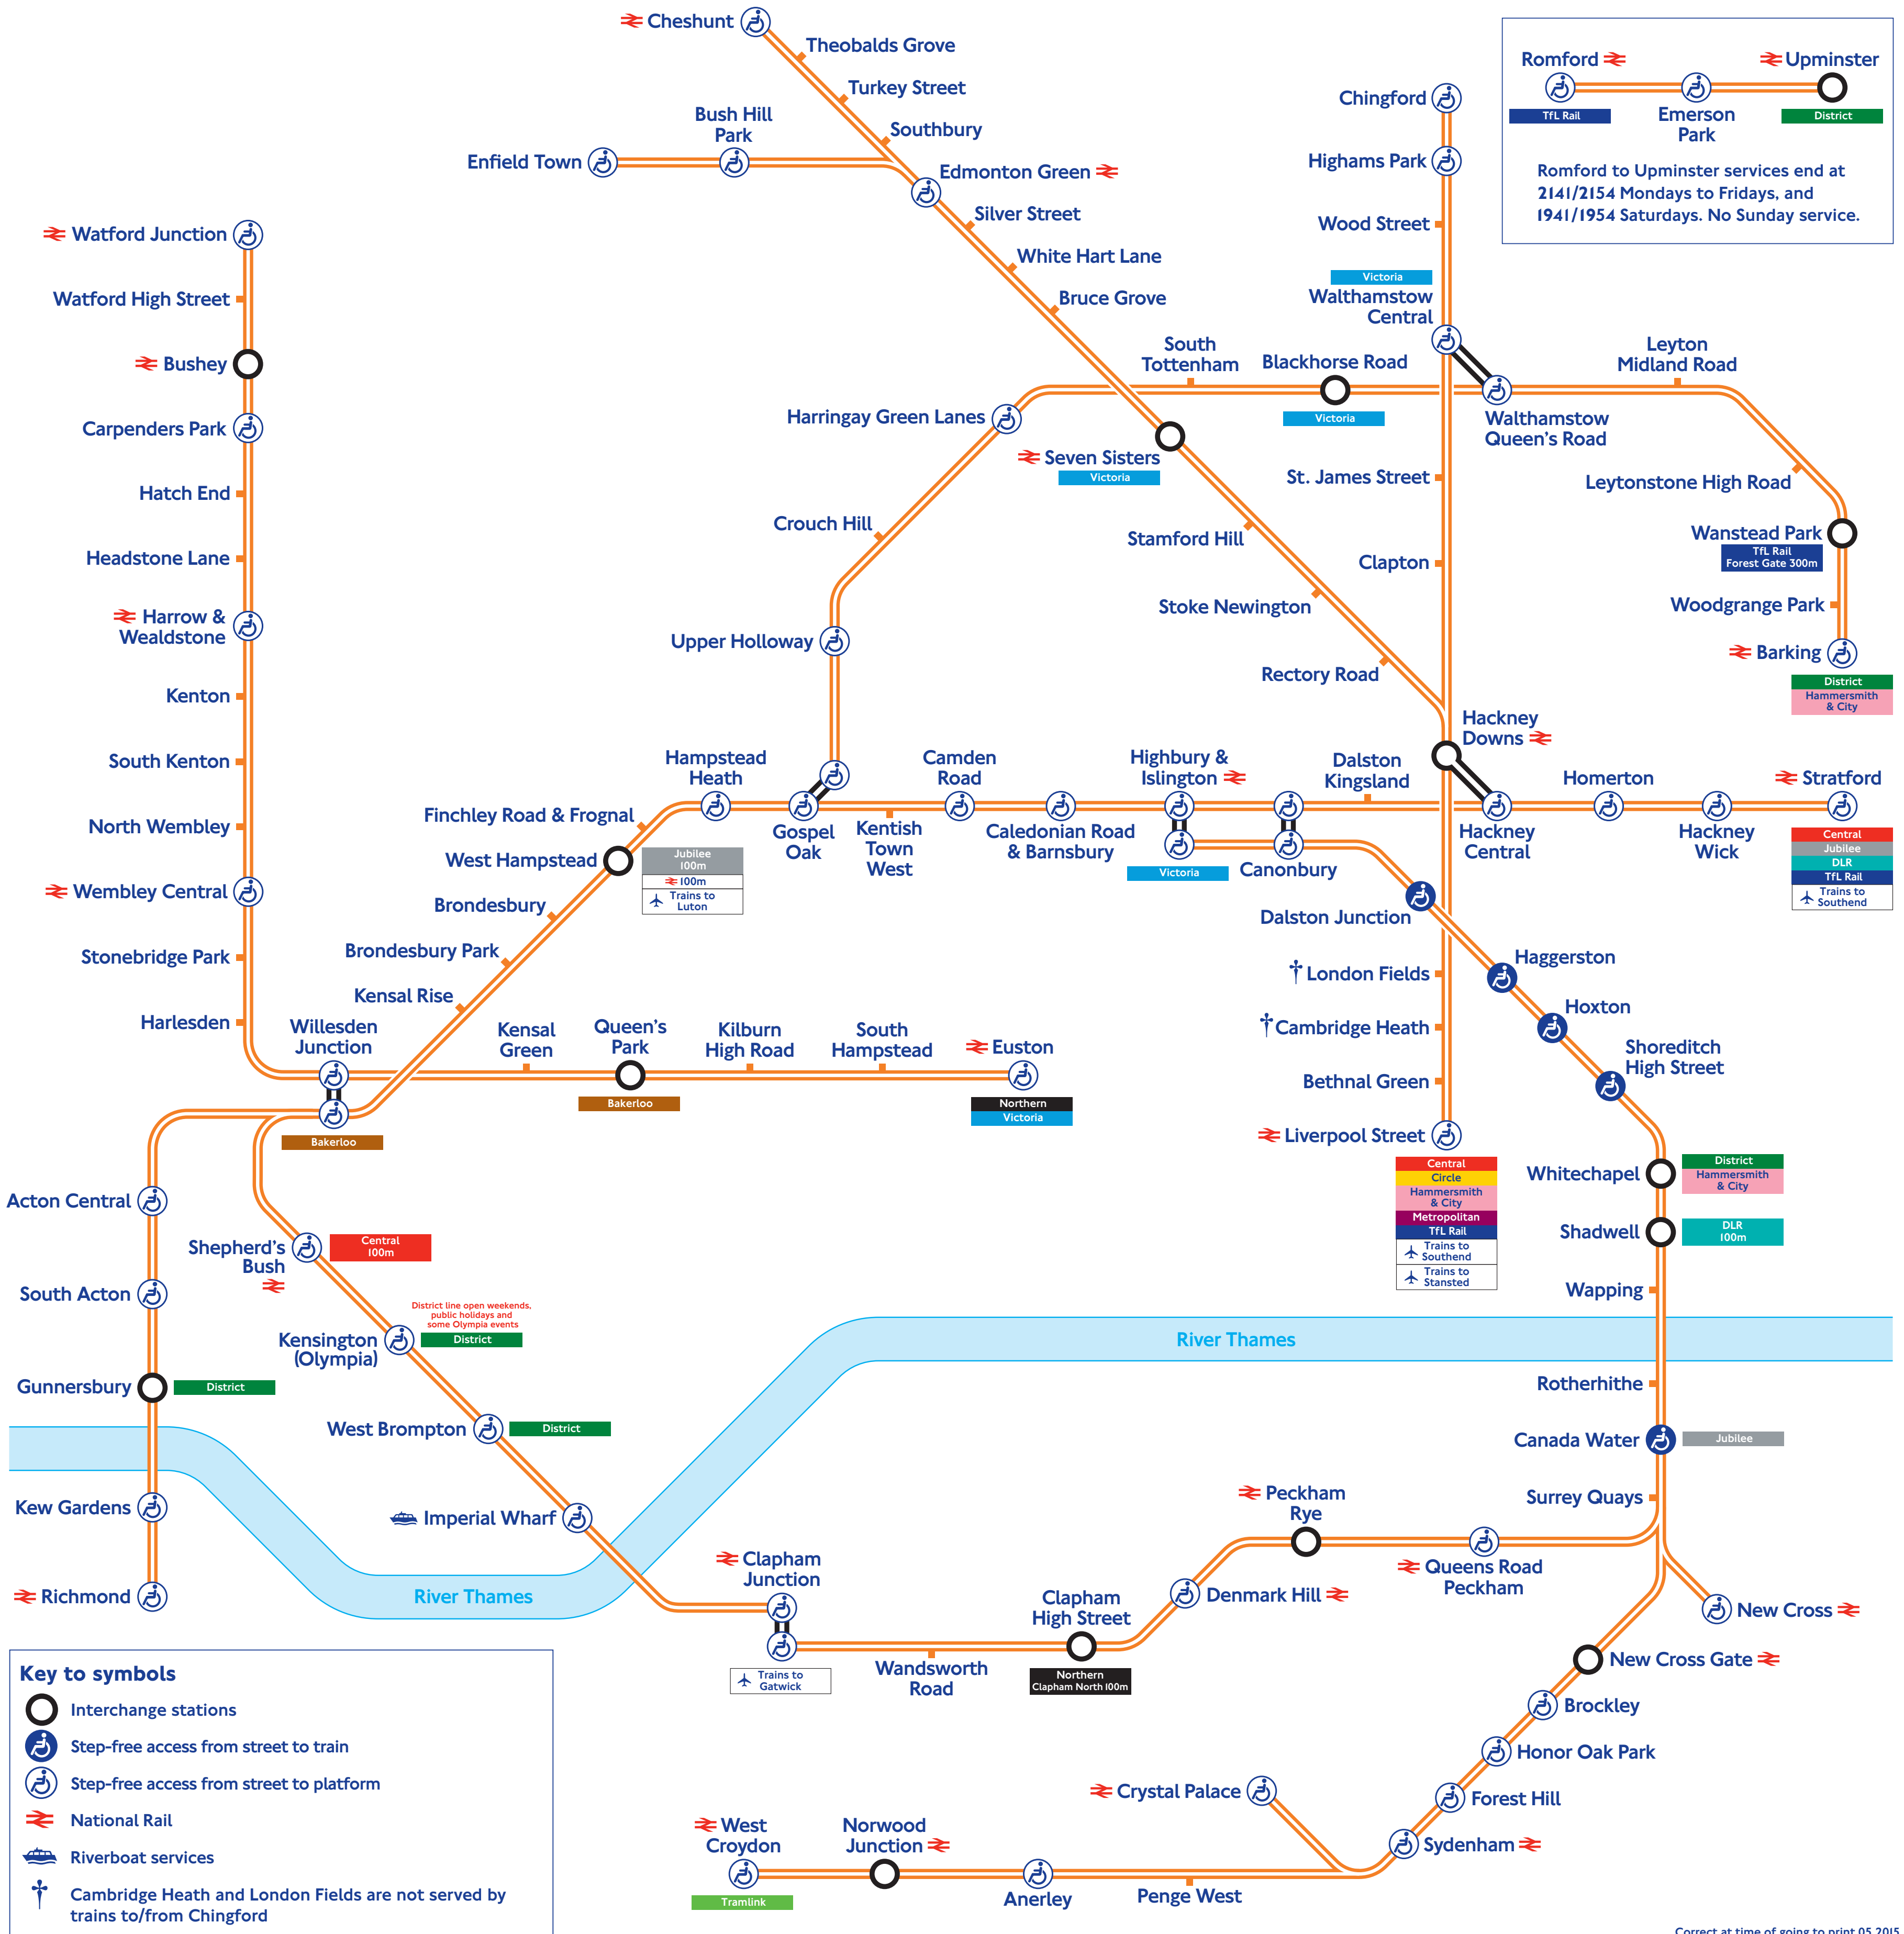 Cheshunt
Theobalds Grove
Turkey Street
Southbury
Bush Hill
Park
Enfield Town
Edmonton Green
Silver Street
White Hart Lane
Bruce Grove
Chingford
Highams Park
Wood Street
Victoria
Walthamstow
Central
Romford
Upminster
TfL Rail
Emerson
Park
District
Romford to Upminster services end at
2141/2154 Mondays to Fridays, and
1941/1954 Saturdays. No Sunday service.
Watford Junction
Watford High Street
Bushey
Carpenders Park
Hatch End
Headstone Lane
Harrow &
Wealdstone
Kenton
South Kenton
North Wembley
Wembley Central
Stonebridge Park
Harlesden
South
Tottenham
Blackhorse Road
Victoria
Leyton
Midland Road
Harringay Green Lanes
Walthamstow
Queen's Road
Seven Sisters
Victoria
St. James Street
Leytonstone High Road
Crouch Hill
Stamford Hill
Wanstead Park
TfL Rail
Forest Gate 300m
Clapton
Stoke Newington
Woodgrange Park
Upper Holloway
Barking
District
Hammersmith
& City
Rectory Road
Hackney
Downs
Hampstead
Heath
Camden
Road
Highbury &
Islington
Dalston
Kingsland
Homerton
Stratford
Finchley Road & Frognal
Gospel
Oak
Kentish
Town
West
Caledonian Road
& Barnsbury
Victoria
Canonbury
Hackney
Central
Hackney
Wick
Central
Jubilee
DLR
TfL Rail
Trains to
Southend
West Hampstead
Jubilee
100m
100m
Trains to
Luton
Brondesbury
Brondesbury Park
Kensal Rise
Dalston Junction
London Fields
Haggerston
Cambridge Heath
Hoxton
Bethnal Green
Shoreditch
High Street
Willesden
Junction
Kensal
Green
Queen's
Park
Kilburn
High Road
South
Hampstead
Euston
Bakerloo
Northern
Victoria
Bakerloo
Liverpool Street
Central
Circle
Hammersmith
& City
Metropolitan
TfL Rail
Trains to
Southend
Trains to
Stansted
Whitechapel
District
Hammersmith
& City
Shadwell
DLR
100m
Wapping
Acton Central
Shepherd's
Bush
Central
100m
South Acton
District line open weekends,
public holidays and
some Olympia events
Kensington
(Olympia)
District
Gunnersbury
District
West Brompton
District
River Thames
Rotherhithe
Canada Water
Jubilee
Surrey Quays
Kew Gardens
Imperial Wharf
Richmond
River Thames
Clapham
Junction
Trains to
Gatwick
Wandsworth
Road
Clapham
High Street
Northern
Clapham North 100m
Denmark Hill
Peckham
Rye
Queens Road
Peckham
New Cross
New Cross Gate
Brockley
Honor Oak Park
Forest Hill
Sydenham
Crystal Palace
West
Croydon
Tramlink
Norwood
Junction
Anerley
Penge West
Key to symbols
Interchange stations
Step-free access from street to train
Step-free access from street to platform
National Rail
Riverboat services
† Cambridge Heath and London Fields are not served by
trains to/from Chingford
Correct at time of going to print 05.2015